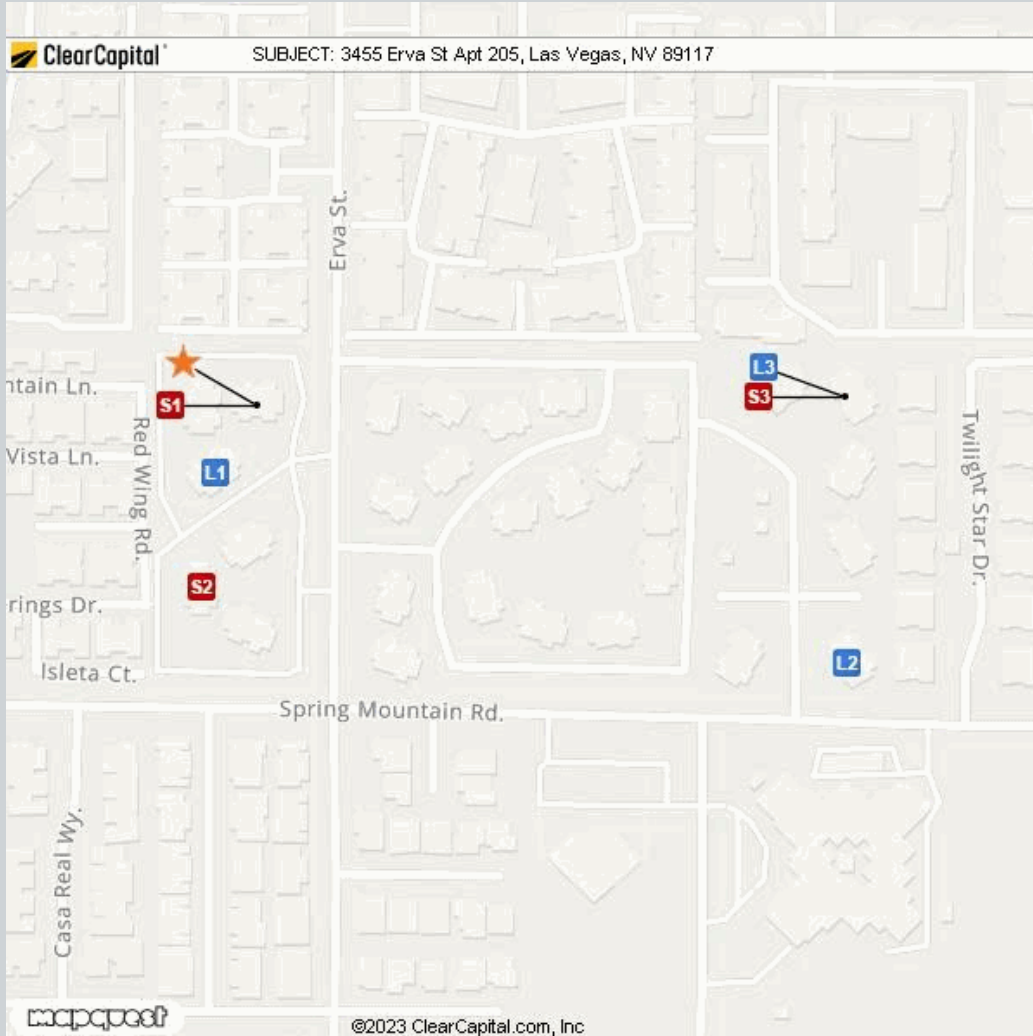 ClearCapital
SUBJECT: 3455 Erva St Apt 205, Las Vegas, NV 89117
Erva St.
L3
ntain Ln.
S1
S3
Red Wing Rd.
Vista Ln.
L1
Twilight Star Dr.
S2
rings Dr.
L2
Isleta Ct.
Spring Mountain Rd.
Casa Real Wy.
mapquest
©2023 ClearCapital.com, Inc